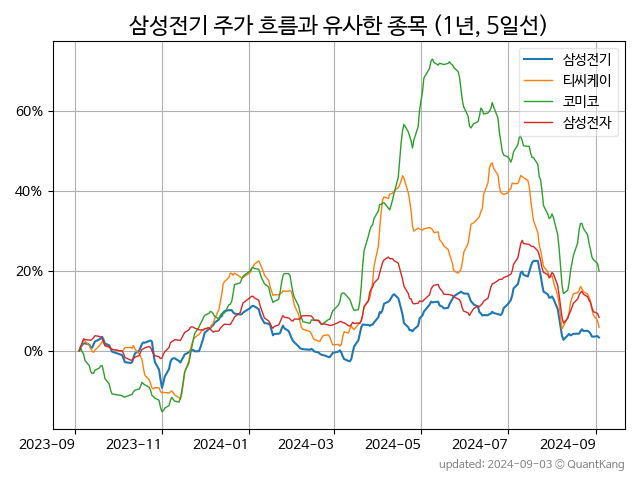 삼성전기 주가 흐름과 유사한 종목 (1년, 5일선)
삼성전기
티씨케이
코미코
삼성전자
60%
40%
20%
0%
2023-09 2023-11 2024-01 2024-03 2024-05 2024-07 2024-09
updated: 2024-09-03 © QuantKang